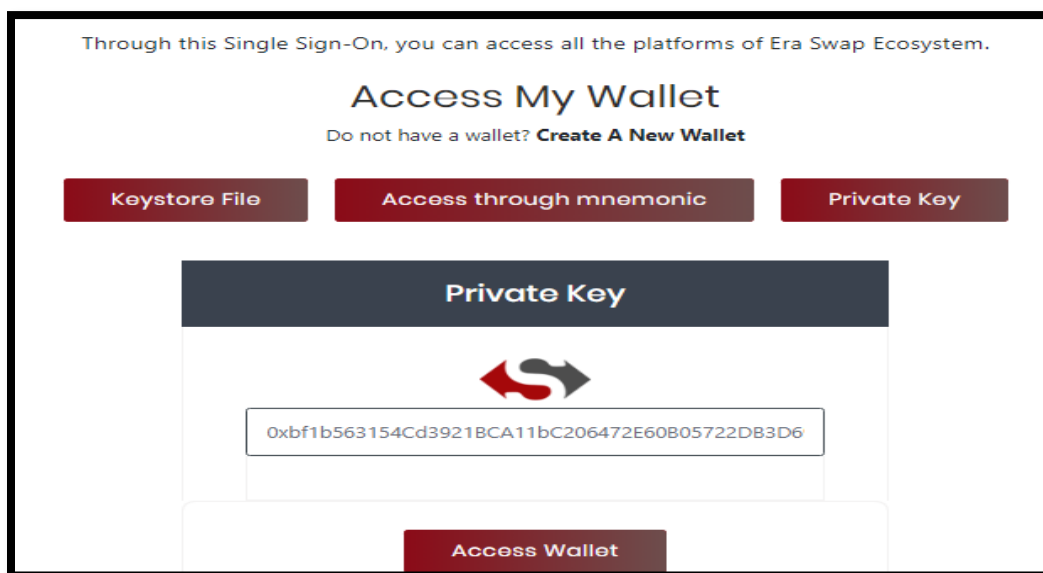 Through this Single Sign-On, you can access all the platforms of Era Swap Ecosystem.
Access My Wallet
Do not have a wallet? Create A New Wallet
Keystore File Access through mnemonic Private Key
Private Key
0xbf1b563154Cd3921BCA11bC206472E60B05722DB3D6
Access Wallet